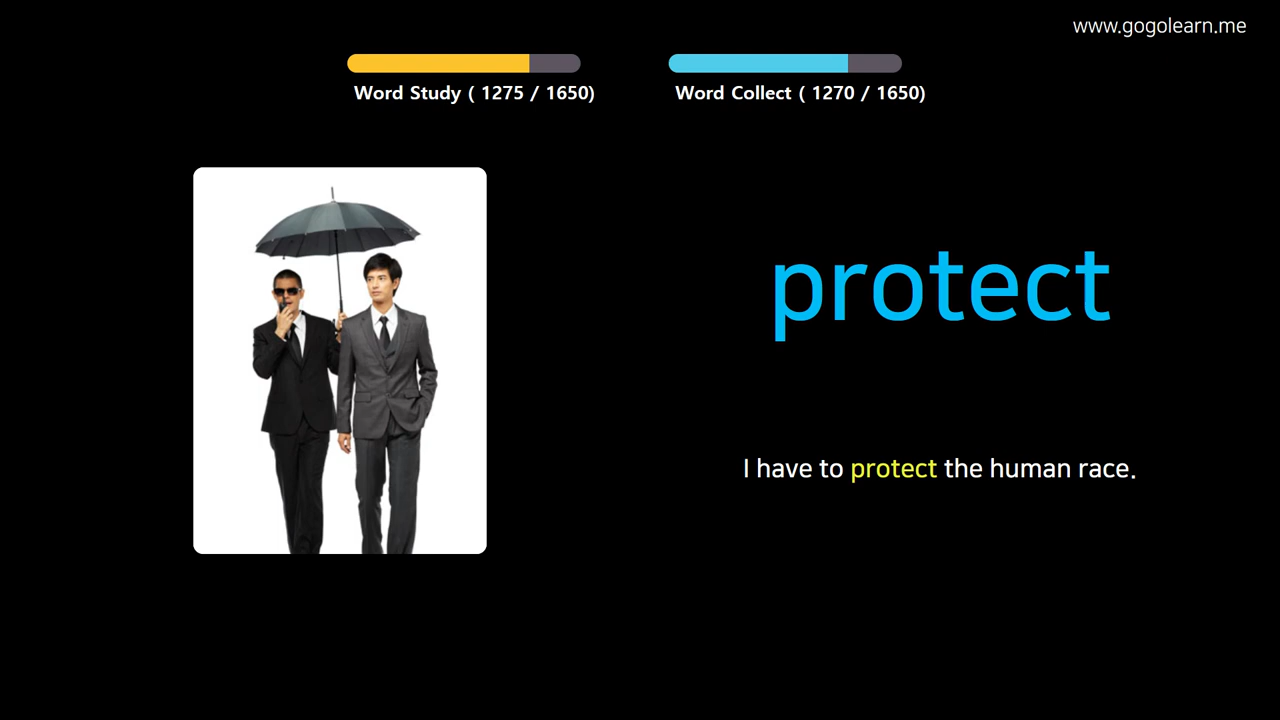 www.gogolearn.me
Word Study ( 1275 / 1650)
Word Collect ( 1270 / 1650)
protect
I have to protect the human race.